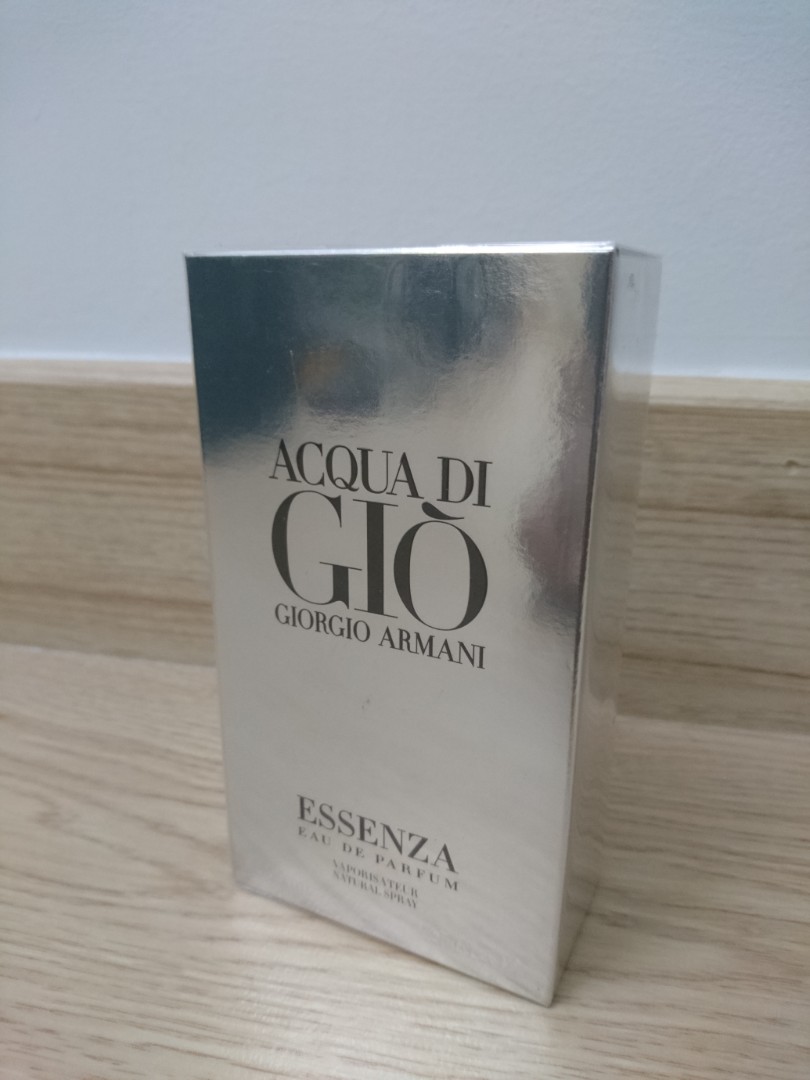 ACQUA DI
GIÒ
GIORGIO ARMANI
ESSENZA
EAU DE PARFUM
VAPORISATEUR
NATURAL SPRAY